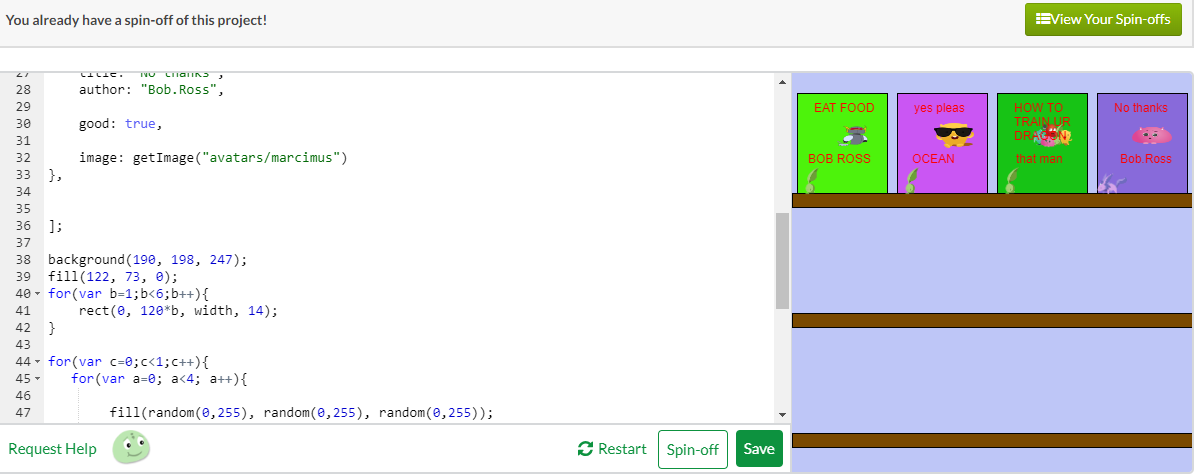 You already have a spin-off of this project!
View Your Spin-offs
27 title: "No thanks",
28 author: "Bob.Ross",
29
30 good: true,
31
32 image: getImage("avatars/marcimus")
33 },
34
35
36 ];
37
38 background(190, 198, 247);
39 fill(122, 73, 0);
40 for(var b=1;b<6;b++){
41 rect(0, 120*b, width, 14);
42 }
43
44 for(var c=0;c<1;c++){
45 for(var a=0; a<4; a++){
46
47 fill(random(0,255), random(0,255), random(0,255));
Request Help
Restart
Spin-off
Save
EAT FOOD
BOB ROSS
yes pleas
OCEAN
HOW TO
TRAIN UR
DRAGON
that man
No thanks
Bob.Ross